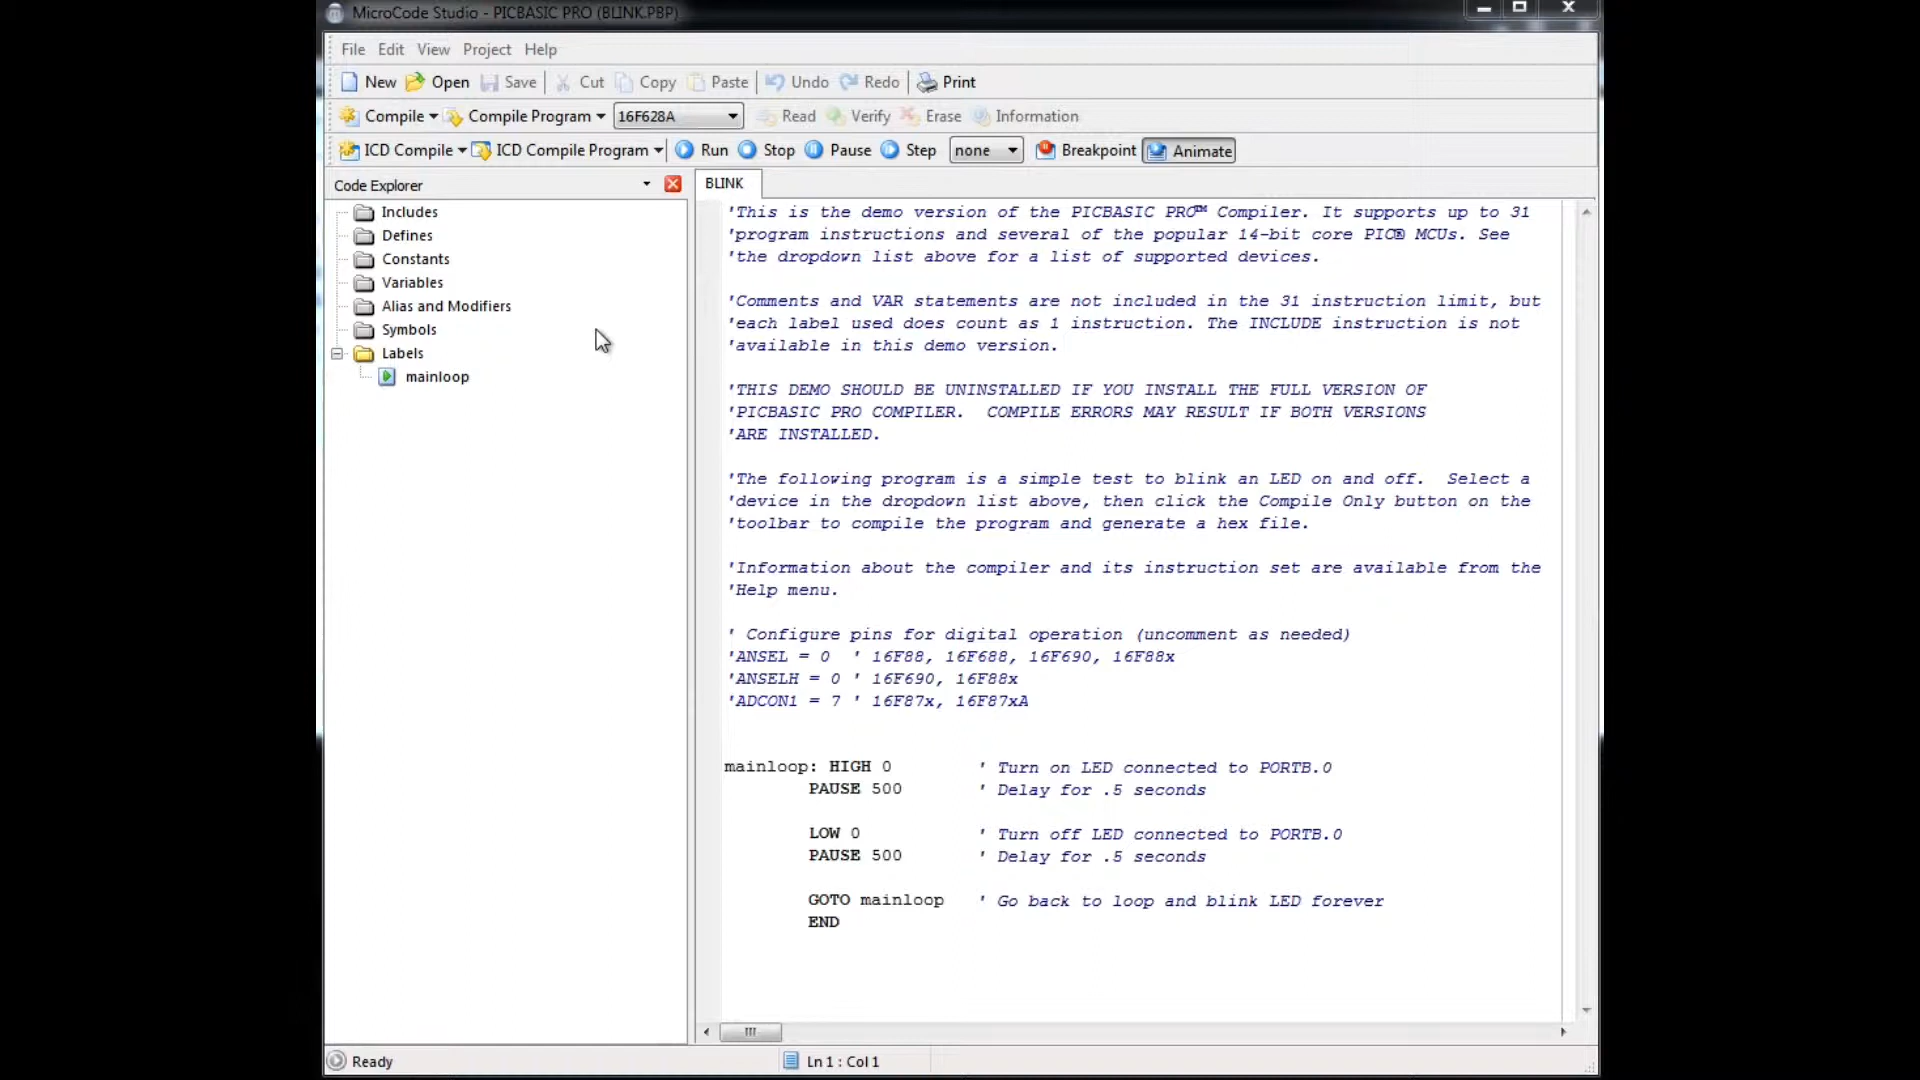 MicroCode Studio - PICBASIC PRO (BLINK.PBP)
File Edit View Project Help
New Open Save Cut Copy Paste Undo Redo Print
Compile Compile Program 16F628A Read Verify Erase Information
ICD Compile ICD Compile Program Run Stop Pause Step none Breakpoint Animate
Code Explorer
Includes
Defines
Constants
Variables
Alias and Modifiers
Symbols
Labels
mainloop
BLINK
'This is the demo version of the PICBASIC PRO™ Compiler. It supports up to 31
'program instructions and several of the popular 14-bit core PIC® MCUs. See
'the dropdown list above for a list of supported devices.
'Comments and VAR statements are not included in the 31 instruction limit, but
'each label used does count as 1 instruction. The INCLUDE instruction is not
'available in this demo version.
'THIS DEMO SHOULD BE UNINSTALLED IF YOU INSTALL THE FULL VERSION OF
'PICBASIC PRO COMPILER.  COMPILE ERRORS MAY RESULT IF BOTH VERSIONS
'ARE INSTALLED.
'The following program is a simple test to blink an LED on and off.  Select a
'device in the dropdown list above, then click the Compile Only button on the
'toolbar to compile the program and generate a hex file.
'Information about the compiler and its instruction set are available from the
'Help menu.
' Configure pins for digital operation (uncomment as needed)
'ANSEL = 0  ' 16F88, 16F688, 16F690, 16F88x
'ANSELH = 0 ' 16F690, 16F88x
'ADCON1 = 7 ' 16F87x, 16F87xA
mainloop: HIGH 0 ' Turn on LED connected to PORTB.0
PAUSE 500 ' Delay for .5 seconds
LOW 0 ' Turn off LED connected to PORTB.0
PAUSE 500 ' Delay for .5 seconds
GOTO mainloop ' Go back to loop and blink LED forever
END
Ready Ln 1 : Col 1